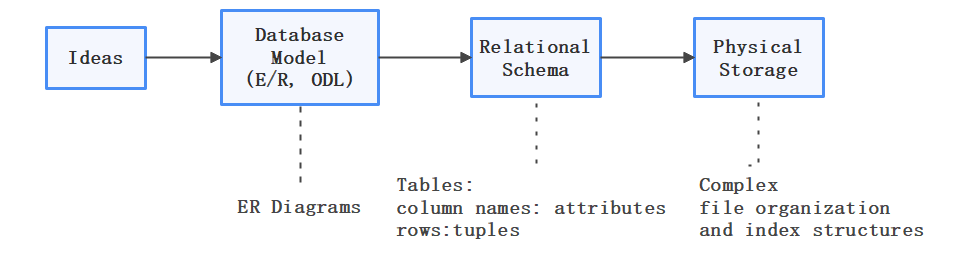 Ideas
Database
Model
(E/R, ODL)
Relational
Schema
Physical
Storage
ER Diagrams
Tables:
column names: attributes
rows:tuples
Complex
file organization
and index structures